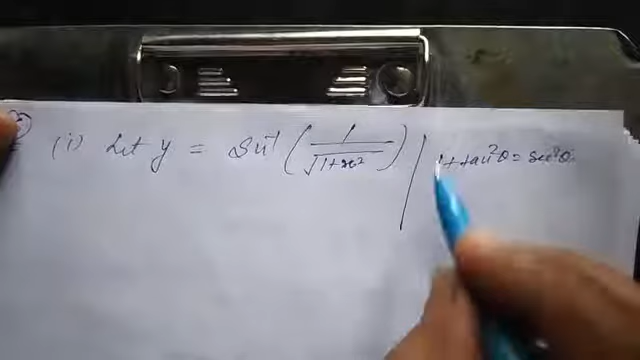 (i) Let y = sin⁻¹ ( 1 / √1+x² ) | 1+tan²θ = sec²θ